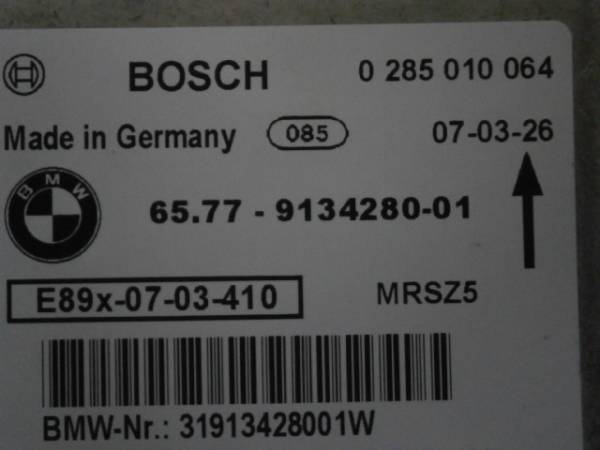 BOSCH 0 285 010 064
Made in Germany 085 07-03-26
BMW 65.77 - 9134280-01
E89x-07-03-410 MRSZ5
BMW-Nr.: 31913428001W